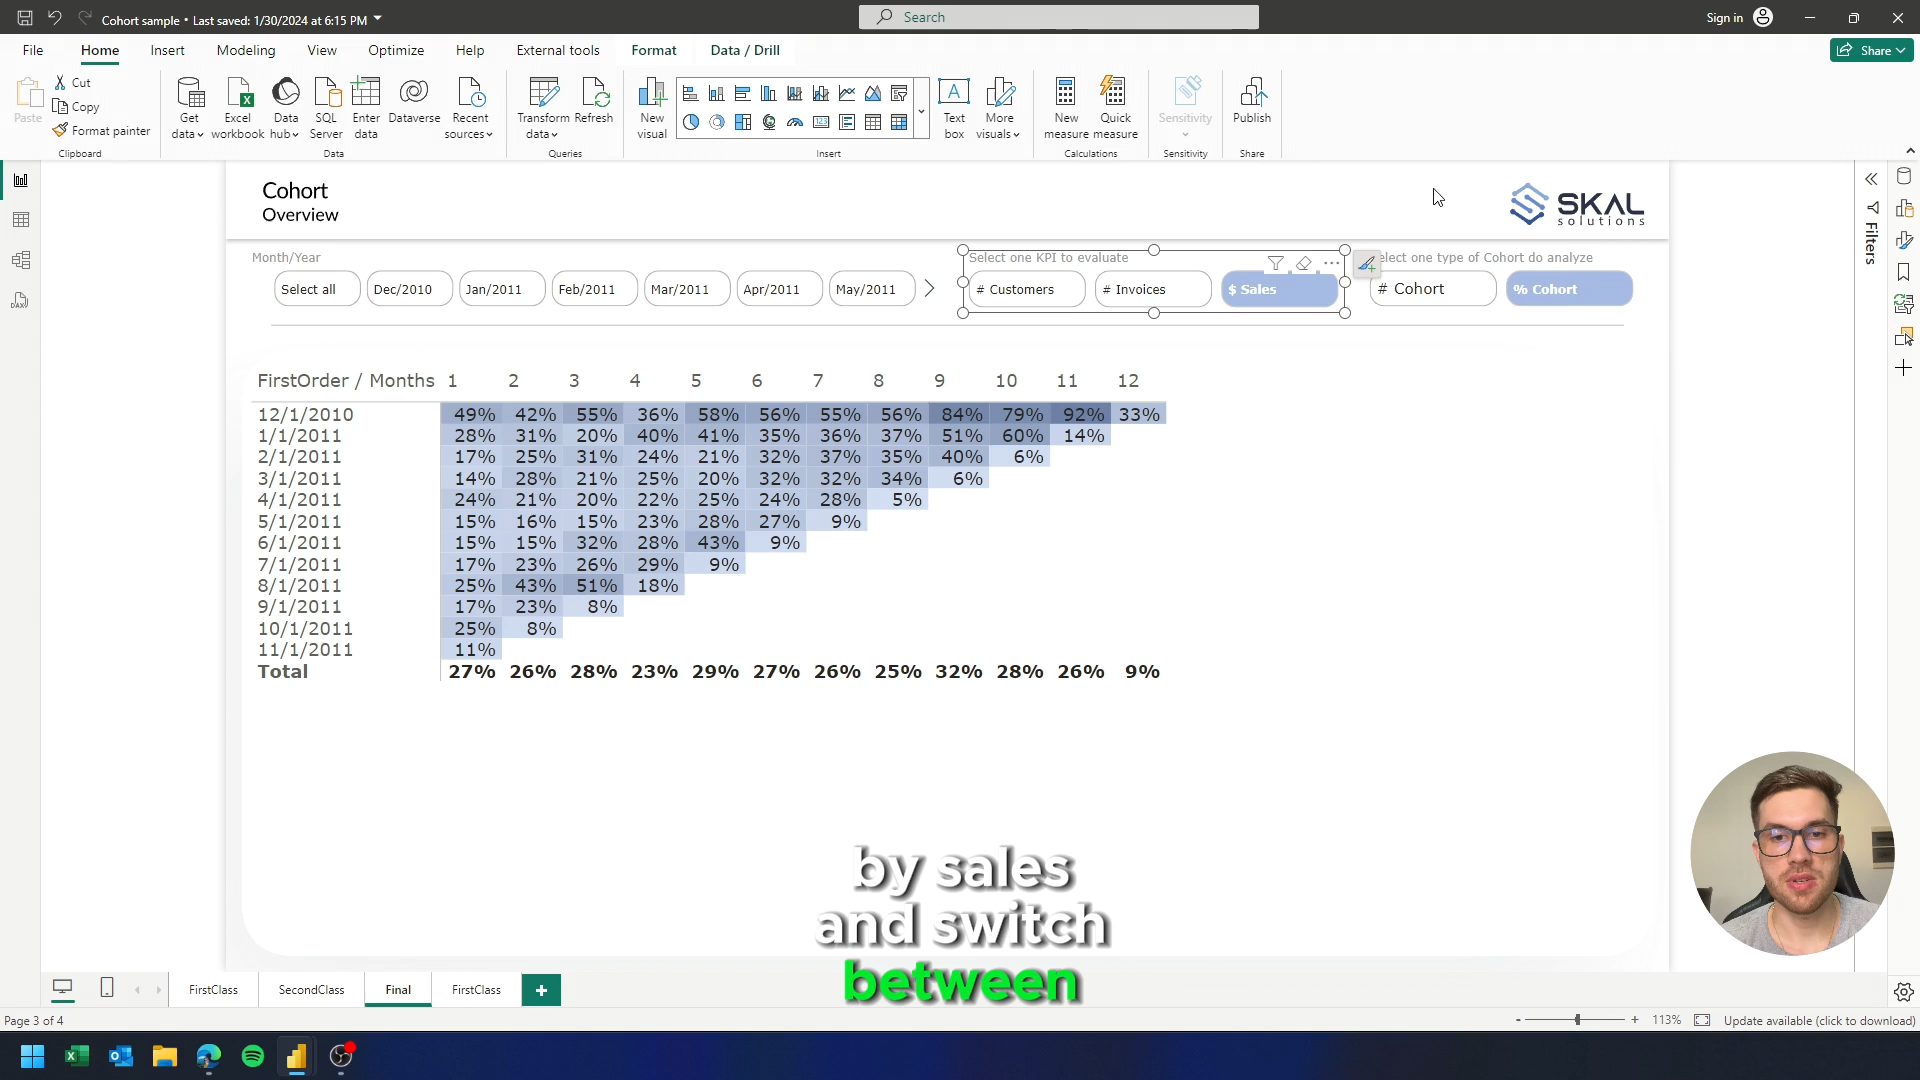 Cohort sample • Last saved: 1/30/2024 at 6:15 PM
Search
Sign in
File Home Insert Modeling View Optimize Help External tools Format Data / Drill
Share
Paste
Cut
Copy
Format painter
Clipboard
Get data
Excel workbook
Data hub
SQL Server
Enter data
Dataverse
Recent sources
Data
Transform data
Refresh
Queries
New visual
Text box
More visuals
Insert
New measure
Quick measure
Calculations
Sensitivity
Sensitivity
Publish
Share
Cohort
Overview
SKAL
solutions
Filters
Month/Year
Select all Dec/2010 Jan/2011 Feb/2011 Mar/2011 Apr/2011 May/2011
Select one KPI to evaluate
# Customers # Invoices $ Sales
elect one type of Cohort do analyze
# Cohort % Cohort
FirstOrder / Months 1 2 3 4 5 6 7 8 9 10 11 12
12/1/2010 49% 42% 55% 36% 58% 56% 55% 56% 84% 79% 92% 33%
1/1/2011 28% 31% 20% 40% 41% 35% 36% 37% 51% 60% 14%
2/1/2011 17% 25% 31% 24% 21% 32% 37% 35% 40% 6%
3/1/2011 14% 28% 21% 25% 20% 32% 32% 34% 6%
4/1/2011 24% 21% 20% 22% 25% 24% 28% 5%
5/1/2011 15% 16% 15% 23% 28% 27% 9%
6/1/2011 15% 15% 32% 28% 43% 9%
7/1/2011 17% 23% 26% 29% 9%
8/1/2011 25% 43% 51% 18%
9/1/2011 17% 23% 8%
10/1/2011 25% 8%
11/1/2011 11%
Total 27% 26% 28% 23% 29% 27% 26% 25% 32% 28% 26% 9%
by sales
and switch
between
FirstClass SecondClass Final FirstClass
Page 3 of 4
113%
Update available (click to download)